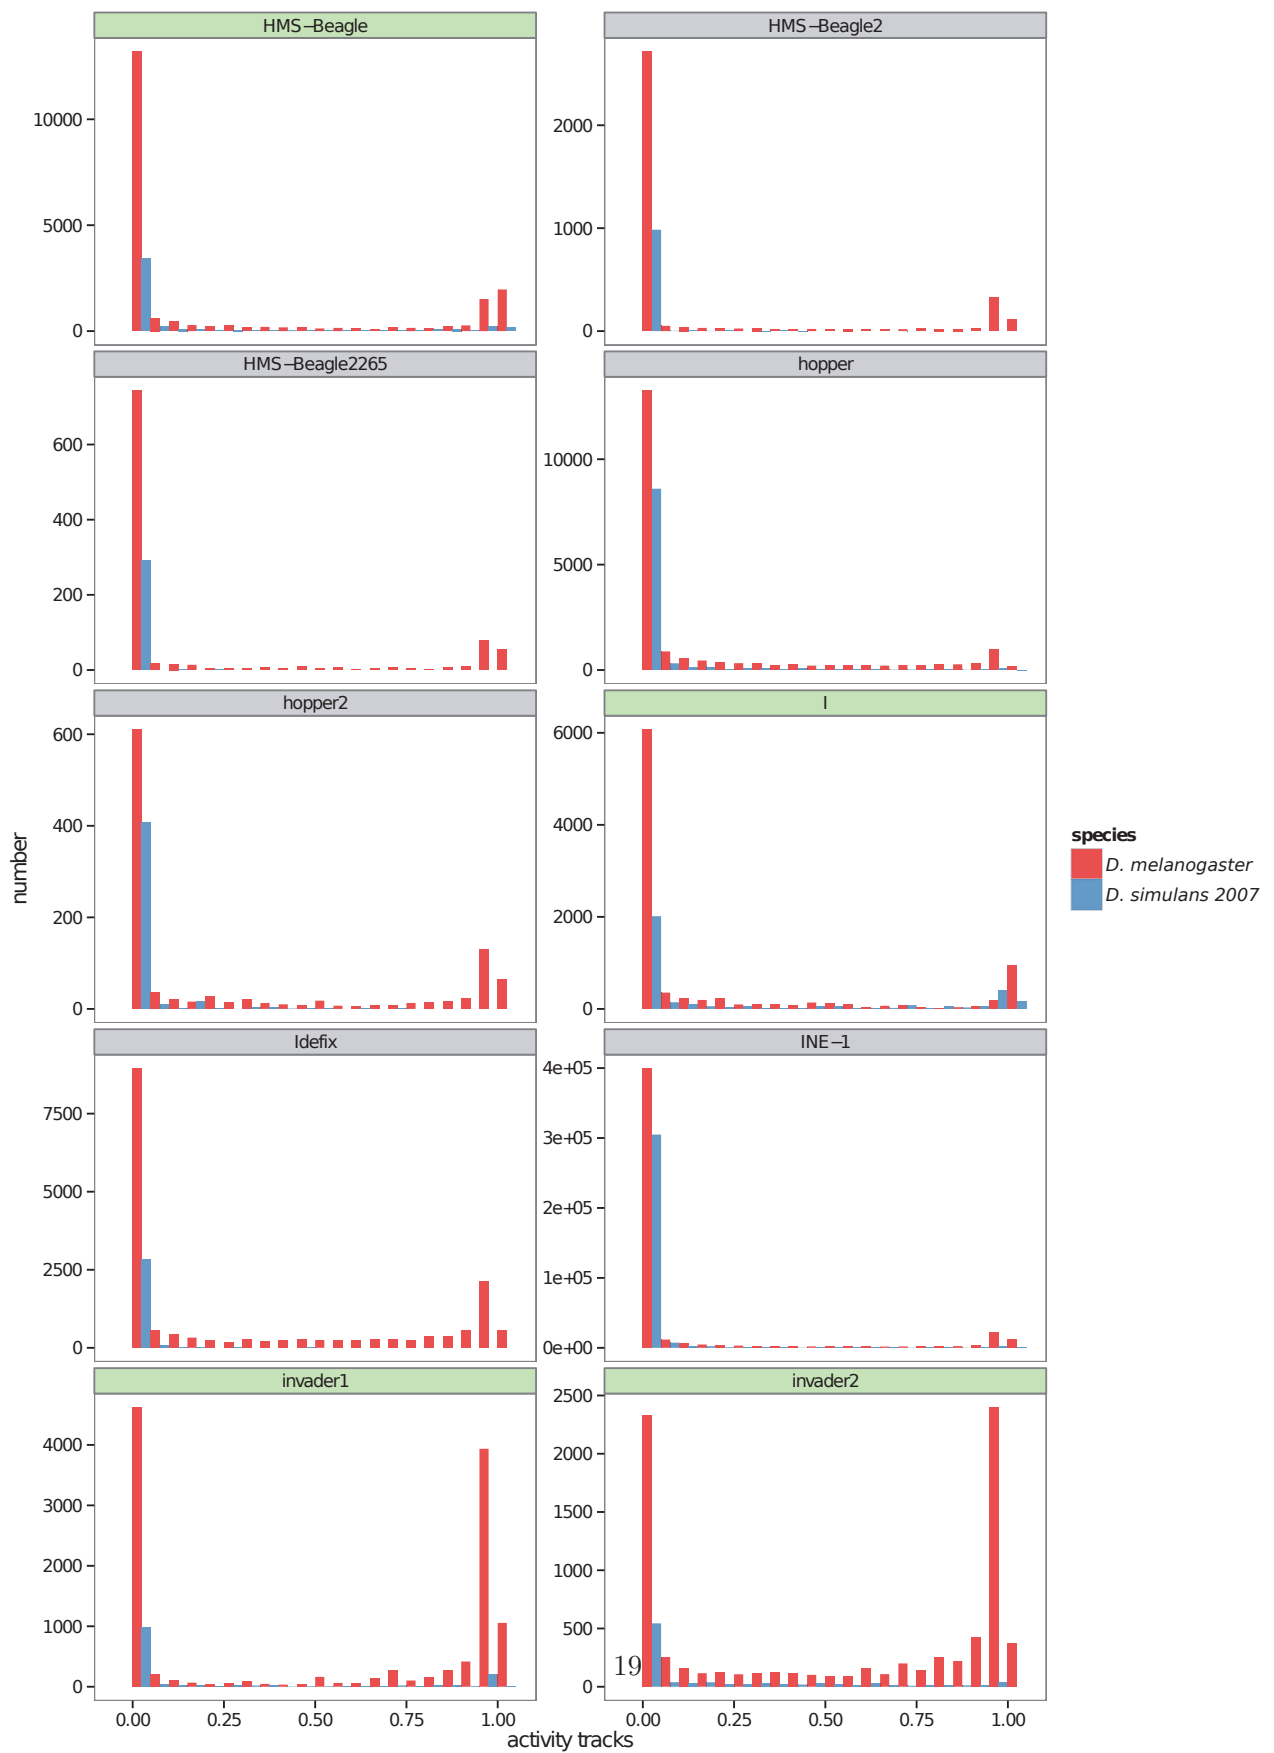 HMS−Beagle
HMS−Beagle2
10000
5000
0
2000
1000
0
HMS−Beagle2265
hopper
600
400
200
0
10000
5000
0
hopper2
I
600
400
200
0
6000
4000
2000
0
number
species
D. melanogaster
D. simulans 2007
Idefix
INE−1
7500
5000
2500
0
4e+05
3e+05
2e+05
1e+05
0e+00
invader1
invader2
4000
3000
2000
1000
0
2500
2000
1500
1000
500
0
19
0.00 0.25 0.50 0.75 1.00
0.00 0.25 0.50 0.75 1.00
activity tracks